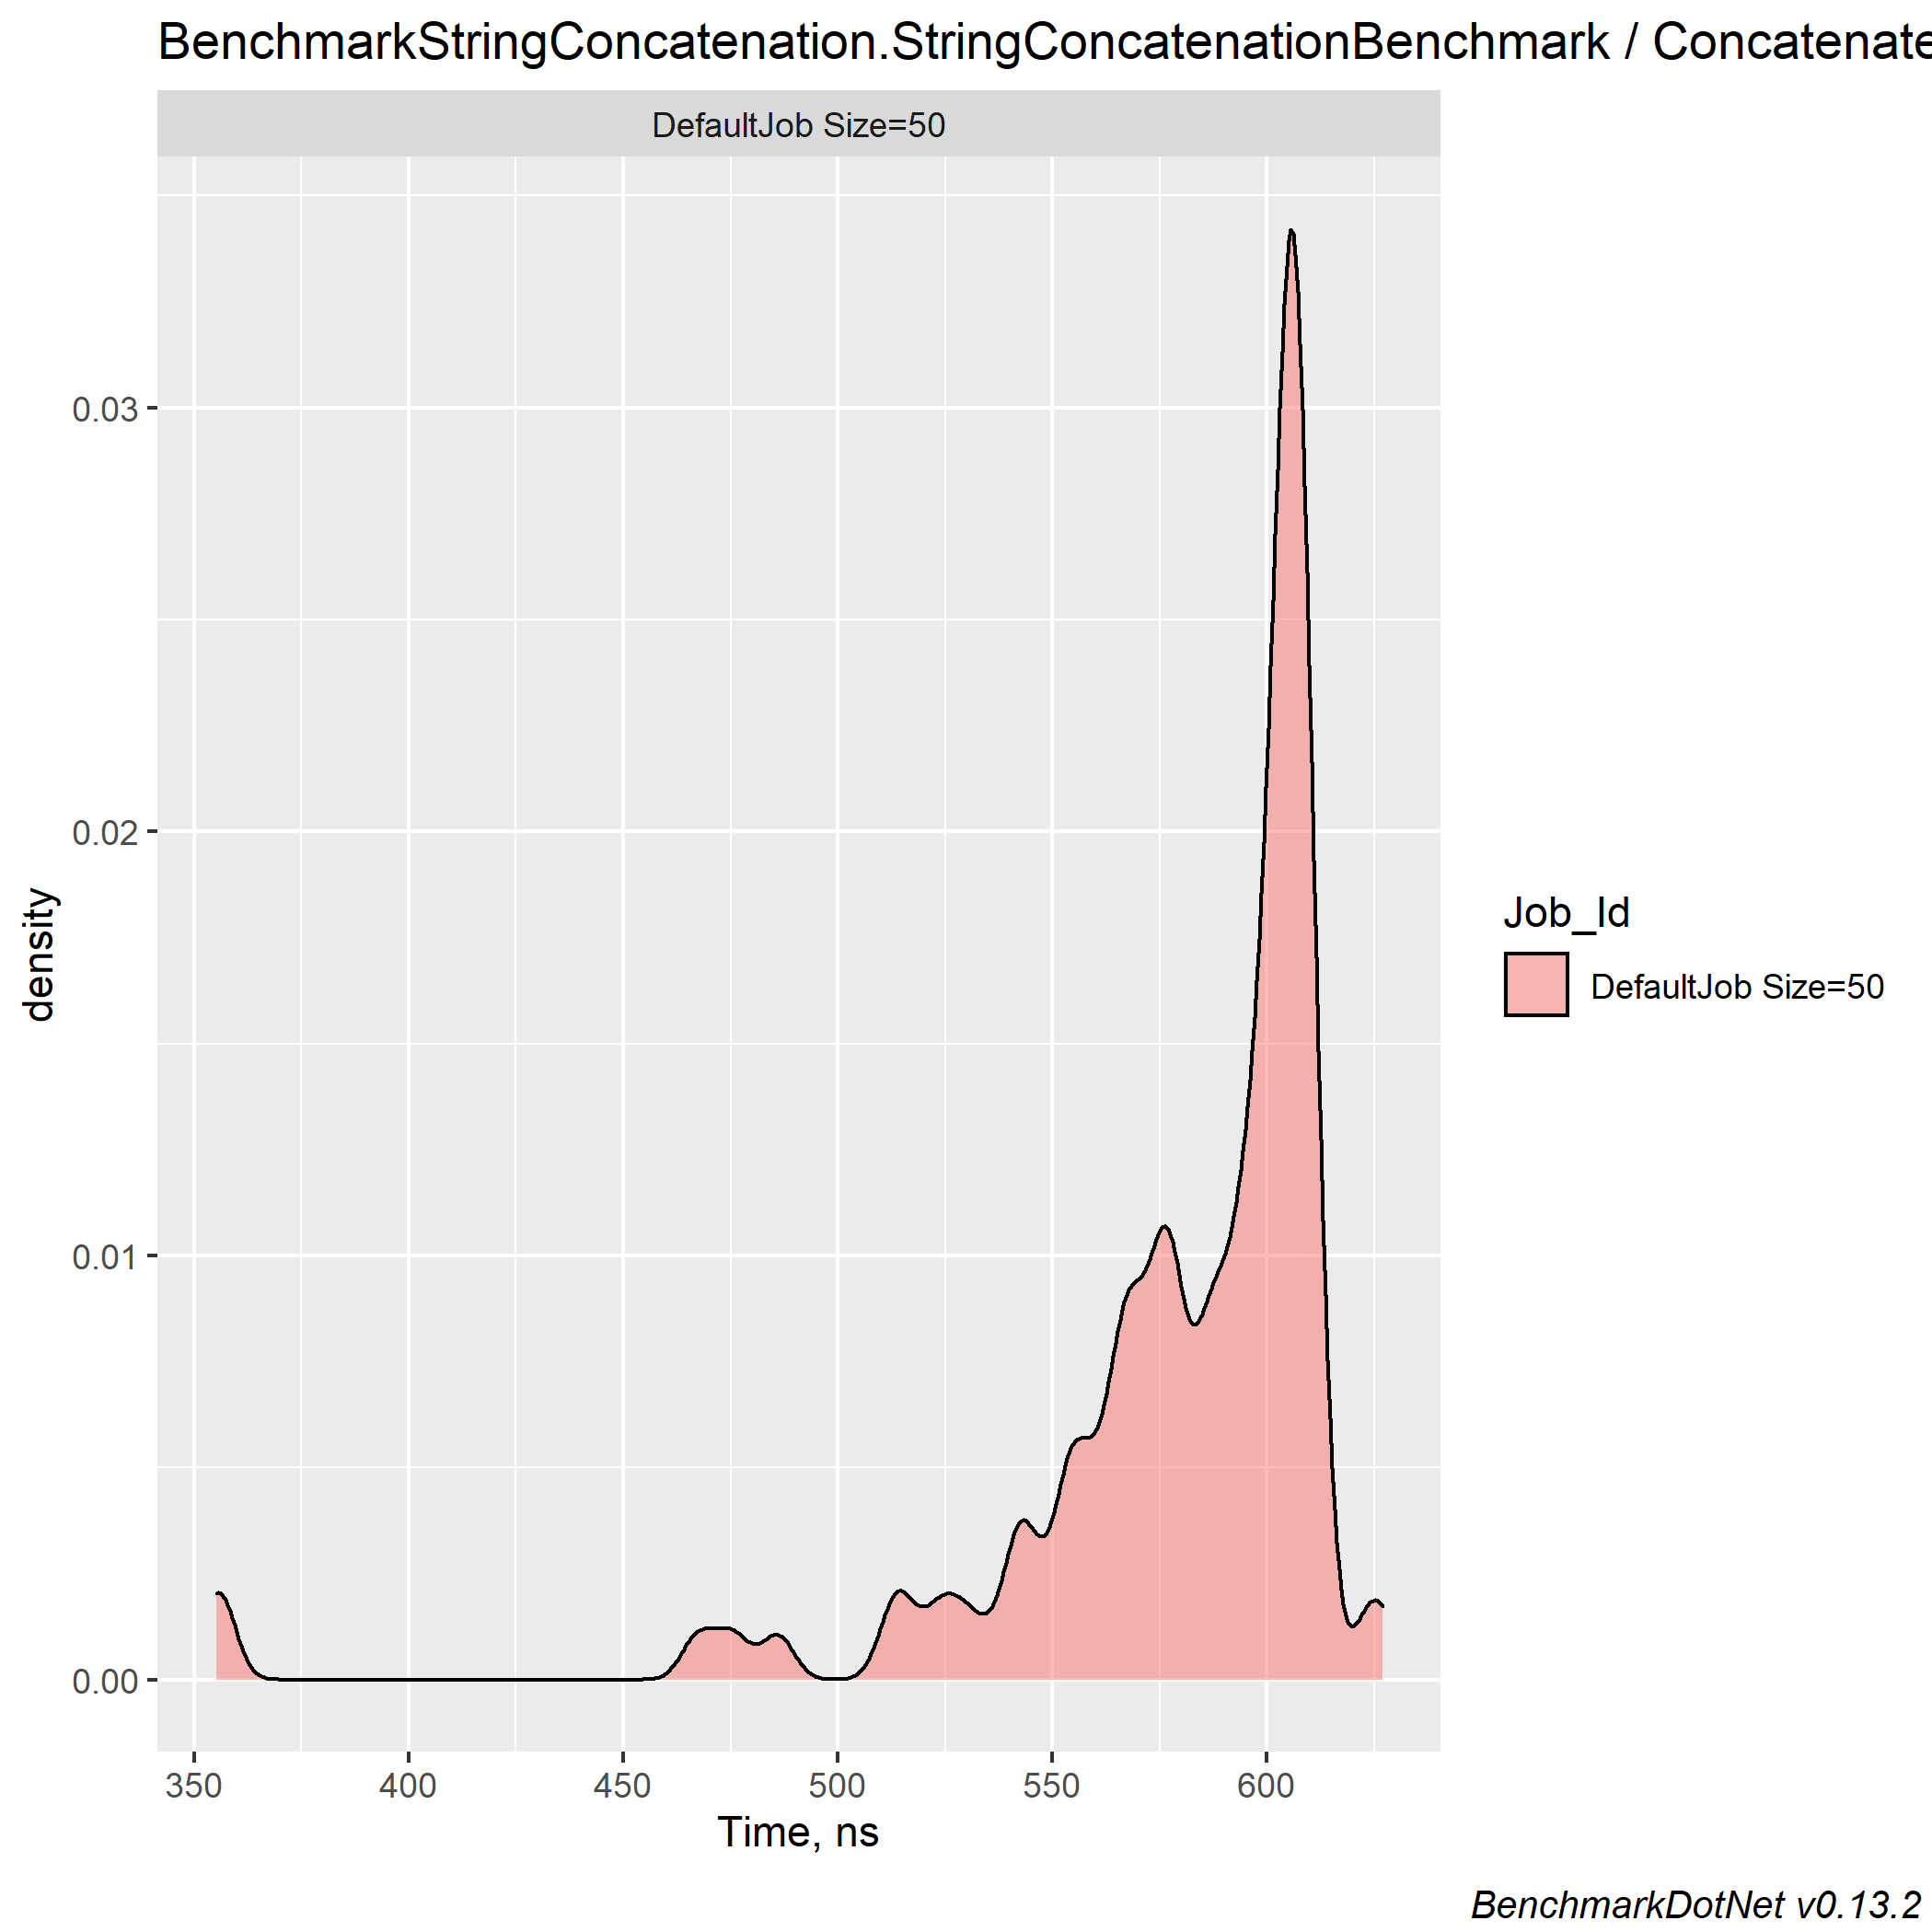 BenchmarkStringConcatenation.StringConcatenationBenchmark / Concatenate
DefaultJob Size=50
0.03
0.02
0.01
0.00
density
350 400 450 500 550 600
Time, ns
Job_Id
DefaultJob Size=50
BenchmarkDotNet v0.13.2